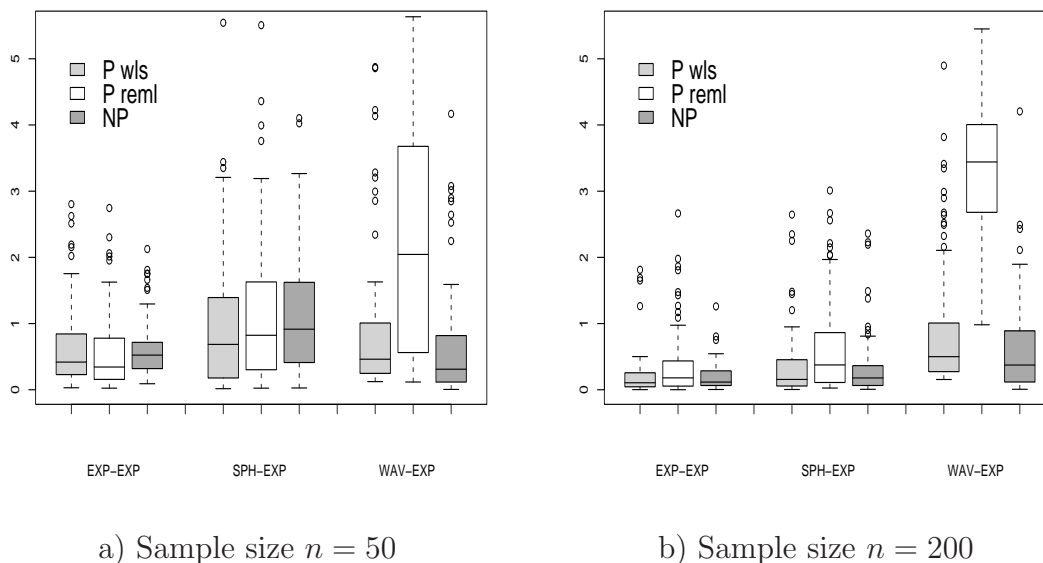 5
4
3
2
1
0
P wls
P reml
NP
EXP−EXP
SPH−EXP
WAV−EXP
a) Sample size n = 50
5
4
3
2
1
0
P wls
P reml
NP
EXP−EXP
SPH−EXP
WAV−EXP
b) Sample size n = 200